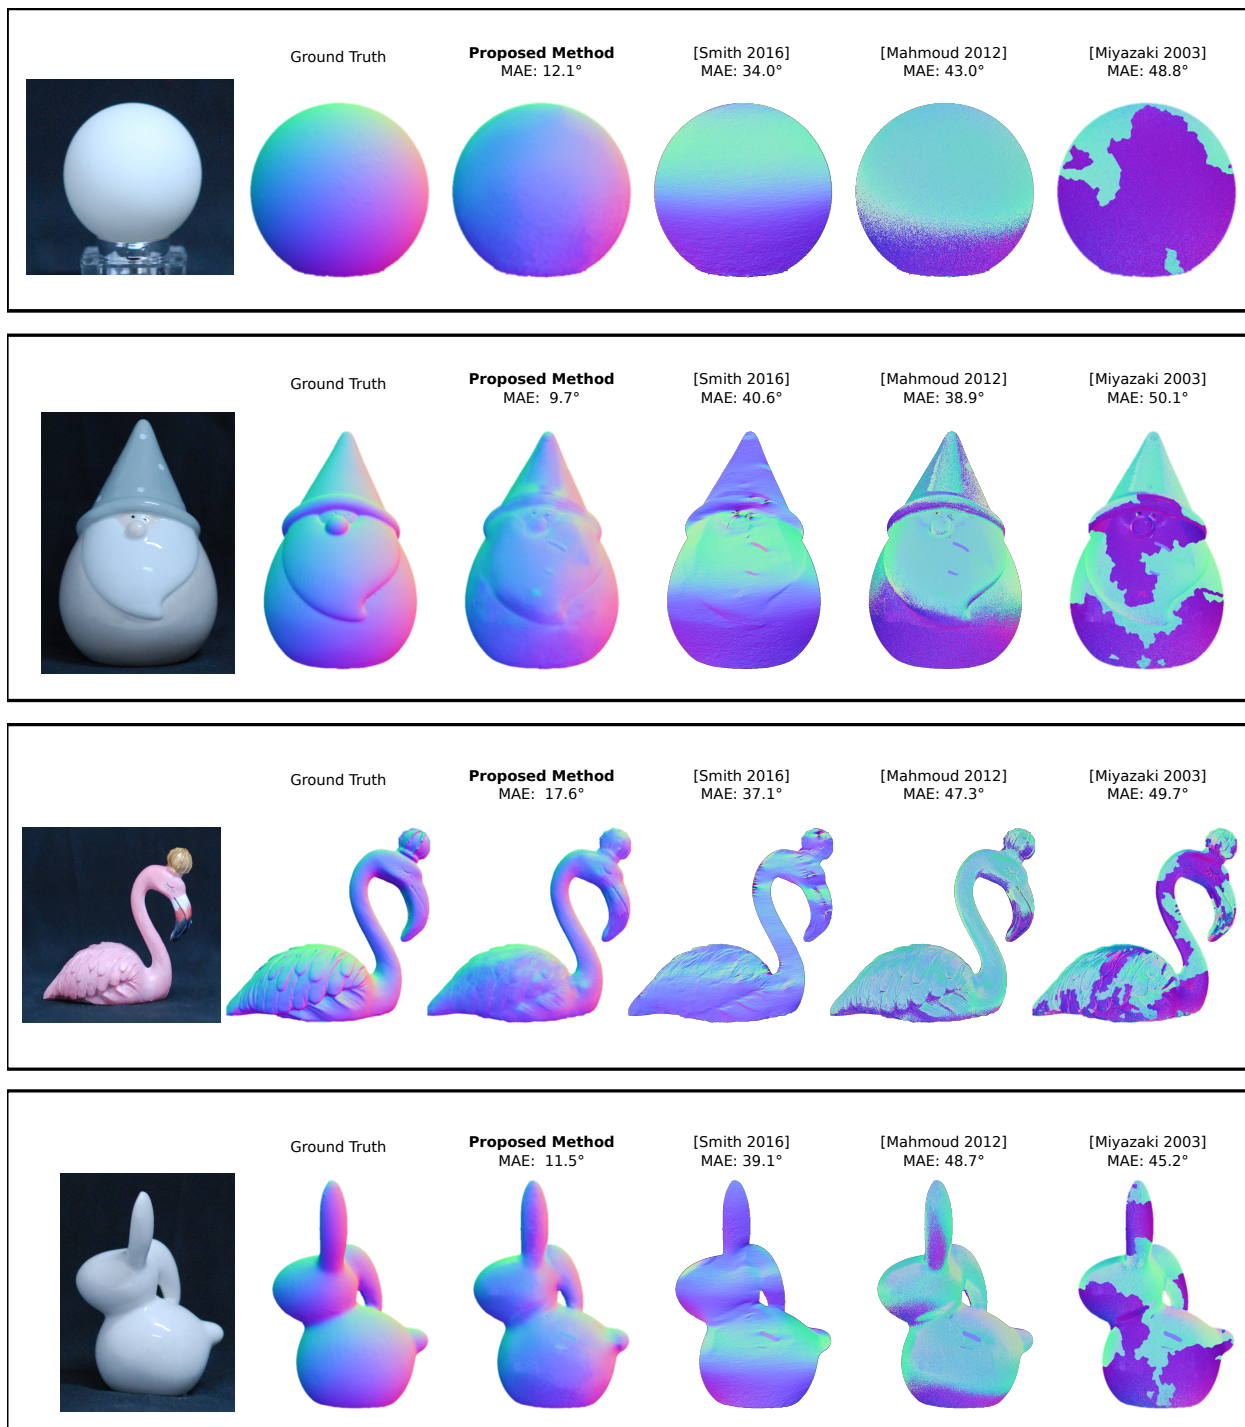 Ground Truth
Proposed Method
MAE: 12.1°
[Smith 2016]
MAE: 34.0°
[Mahmoud 2012]
MAE: 43.0°
[Miyazaki 2003]
MAE: 48.8°
Ground Truth
Proposed Method
MAE: 9.7°
[Smith 2016]
MAE: 40.6°
[Mahmoud 2012]
MAE: 38.9°
[Miyazaki 2003]
MAE: 50.1°
Ground Truth
Proposed Method
MAE: 17.6°
[Smith 2016]
MAE: 37.1°
[Mahmoud 2012]
MAE: 47.3°
[Miyazaki 2003]
MAE: 49.7°
Ground Truth
Proposed Method
MAE: 11.5°
[Smith 2016]
MAE: 39.1°
[Mahmoud 2012]
MAE: 48.7°
[Miyazaki 2003]
MAE: 45.2°